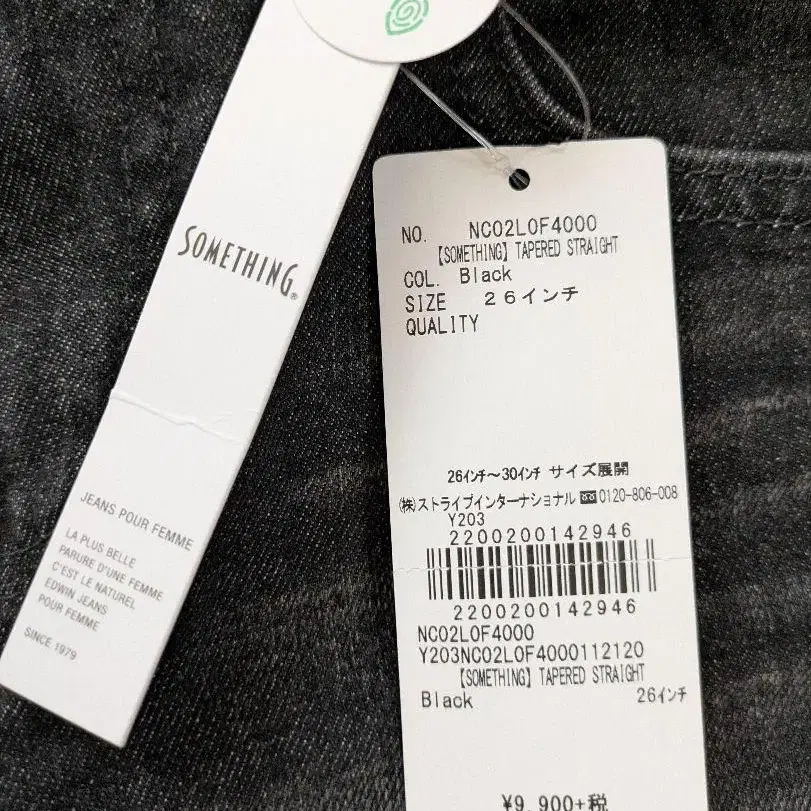 SOMETHING®
JEANS POUR FEMME
LA PLUS BELLE
PARURE D'UNE FEMME
C'EST LE NATUREL
EDWIN JEANS
POUR FEMME
SINCE 1979
NO. NC02L0F4000
【SOMETHING】TAPERED STRAIGHT
COL. Black
SIZE 26インチ
QUALITY
26インチ～30インチ サイズ展開
㈱ストライプインターナショナル 0120-806-008
Y203
2200200142946
2200200142946
NC02L0F4000
Y203NC02L0F4000112120
【SOMETHING】TAPERED STRAIGHT
Black 26インチ
¥9,900+税